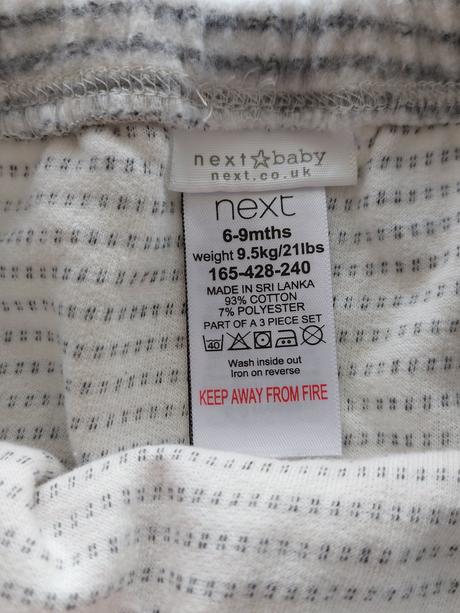 next☆baby
next.co.uk
next
6-9mths
weight 9.5kg/21lbs
165-428-240
MADE IN SRI LANKA
93% COTTON
7% POLYESTER
PART OF A 3 PIECE SET
40
Wash inside out
Iron on reverse
KEEP AWAY FROM FIRE